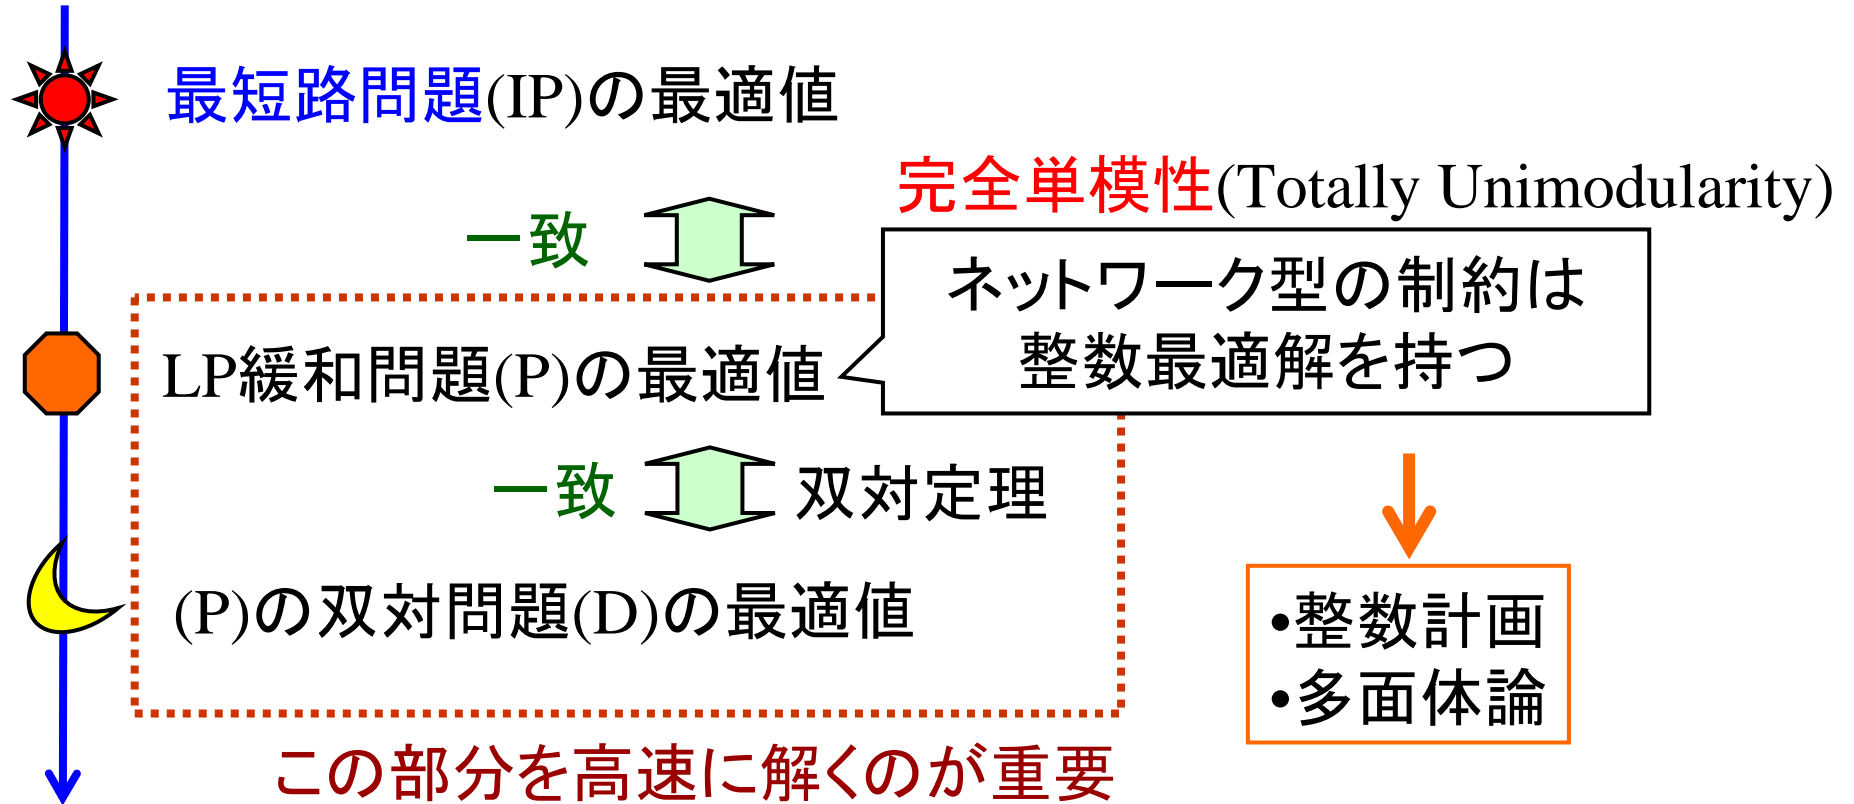 最短路問題(IP)の最適値
完全単模性(Totally Unimodularity)
一致
ネットワーク型の制約は
整数最適解を持つ
LP緩和問題(P)の最適値
一致 双対定理
(P)の双対問題(D)の最適値
•整数計画
•多面体論
この部分を高速に解くのが重要